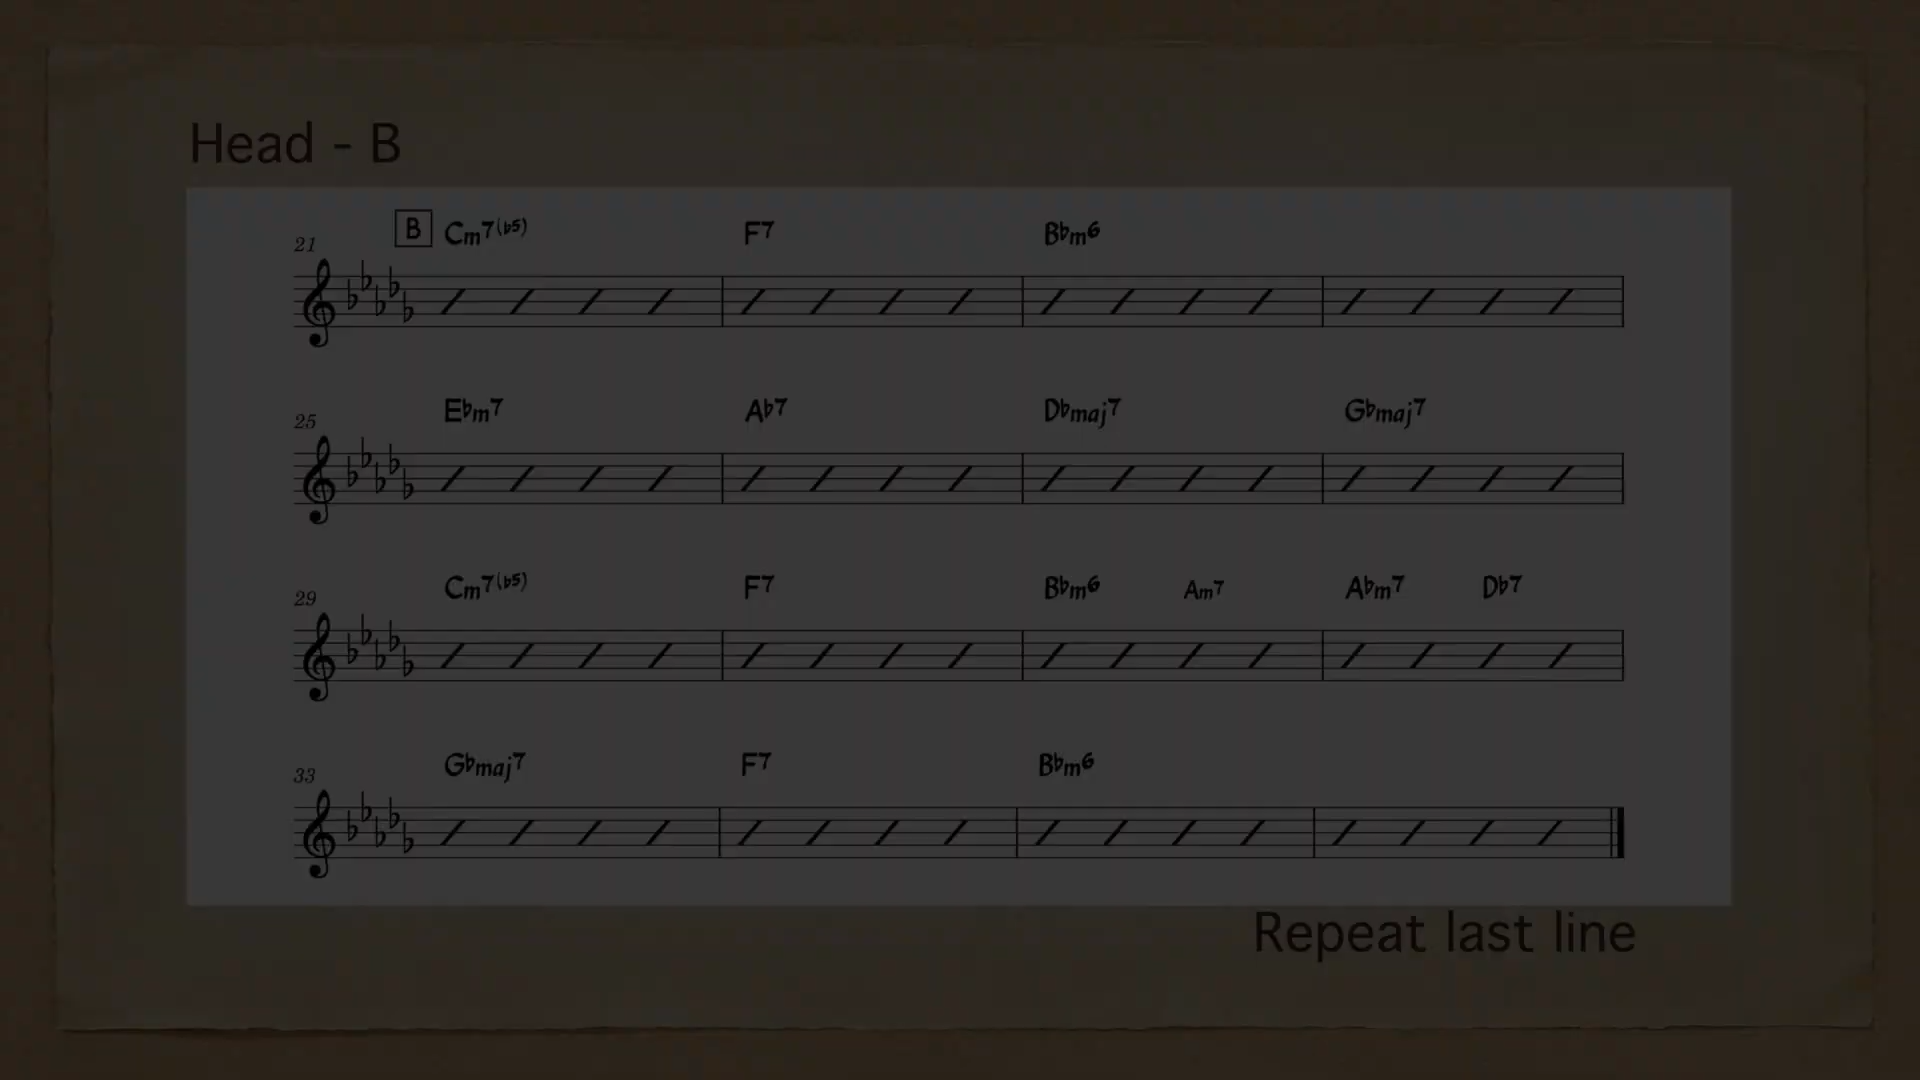 Head - B
21 B Cm7(b5) F7 Bbm6
25 Ebm7 Ab7 Dbmaj7 Gbmaj7
29 Cm7(b5) F7 Bbm6 Am7 Abm7 Db7
33 Gbmaj7 F7 Bbm6
Repeat last line